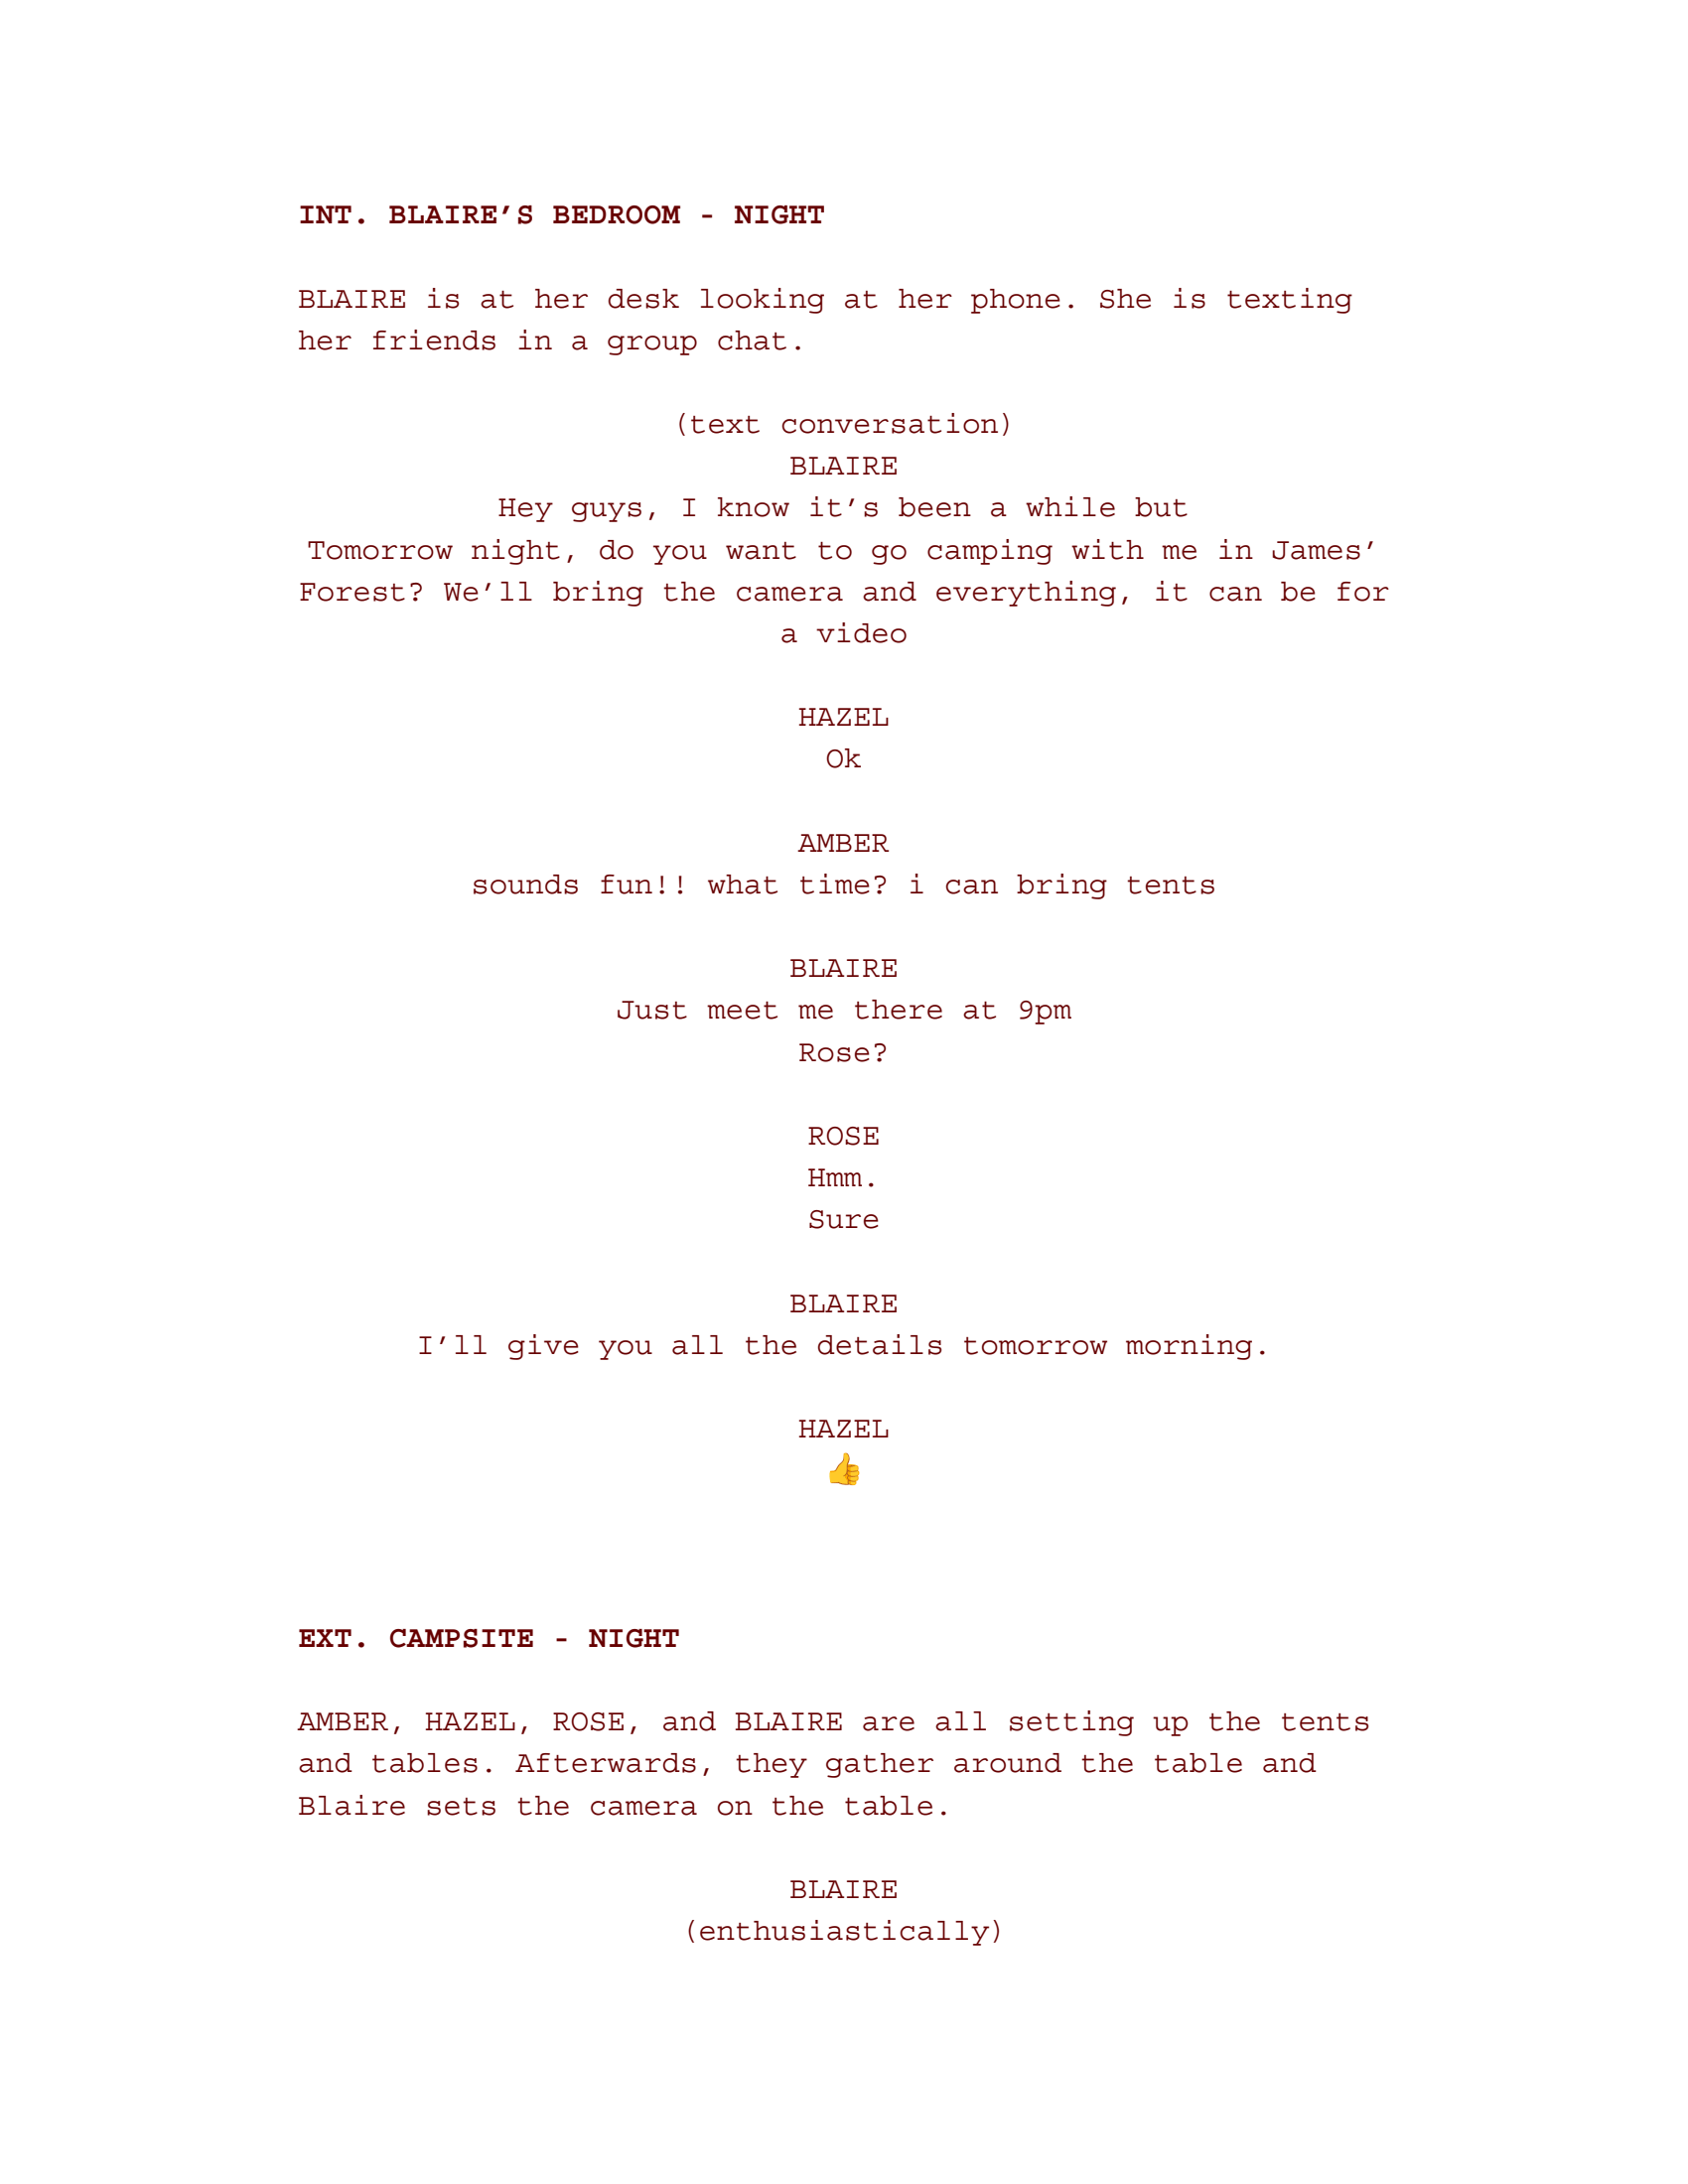 INT. BLAIRE’S BEDROOM - NIGHT
BLAIRE is at her desk looking at her phone. She is texting
her friends in a group chat.
(text conversation)
BLAIRE
Hey guys, I know it’s been a while but
Tomorrow night, do you want to go camping with me in James’
Forest? We’ll bring the camera and everything, it can be for
a video
HAZEL
Ok
AMBER
sounds fun!! what time? i can bring tents
BLAIRE
Just meet me there at 9pm
Rose?
ROSE
Hmm.
Sure
BLAIRE
I’ll give you all the details tomorrow morning.
HAZEL
👍
EXT. CAMPSITE - NIGHT
AMBER, HAZEL, ROSE, and BLAIRE are all setting up the tents
and tables. Afterwards, they gather around the table and
Blaire sets the camera on the table.
BLAIRE
(enthusiastically)